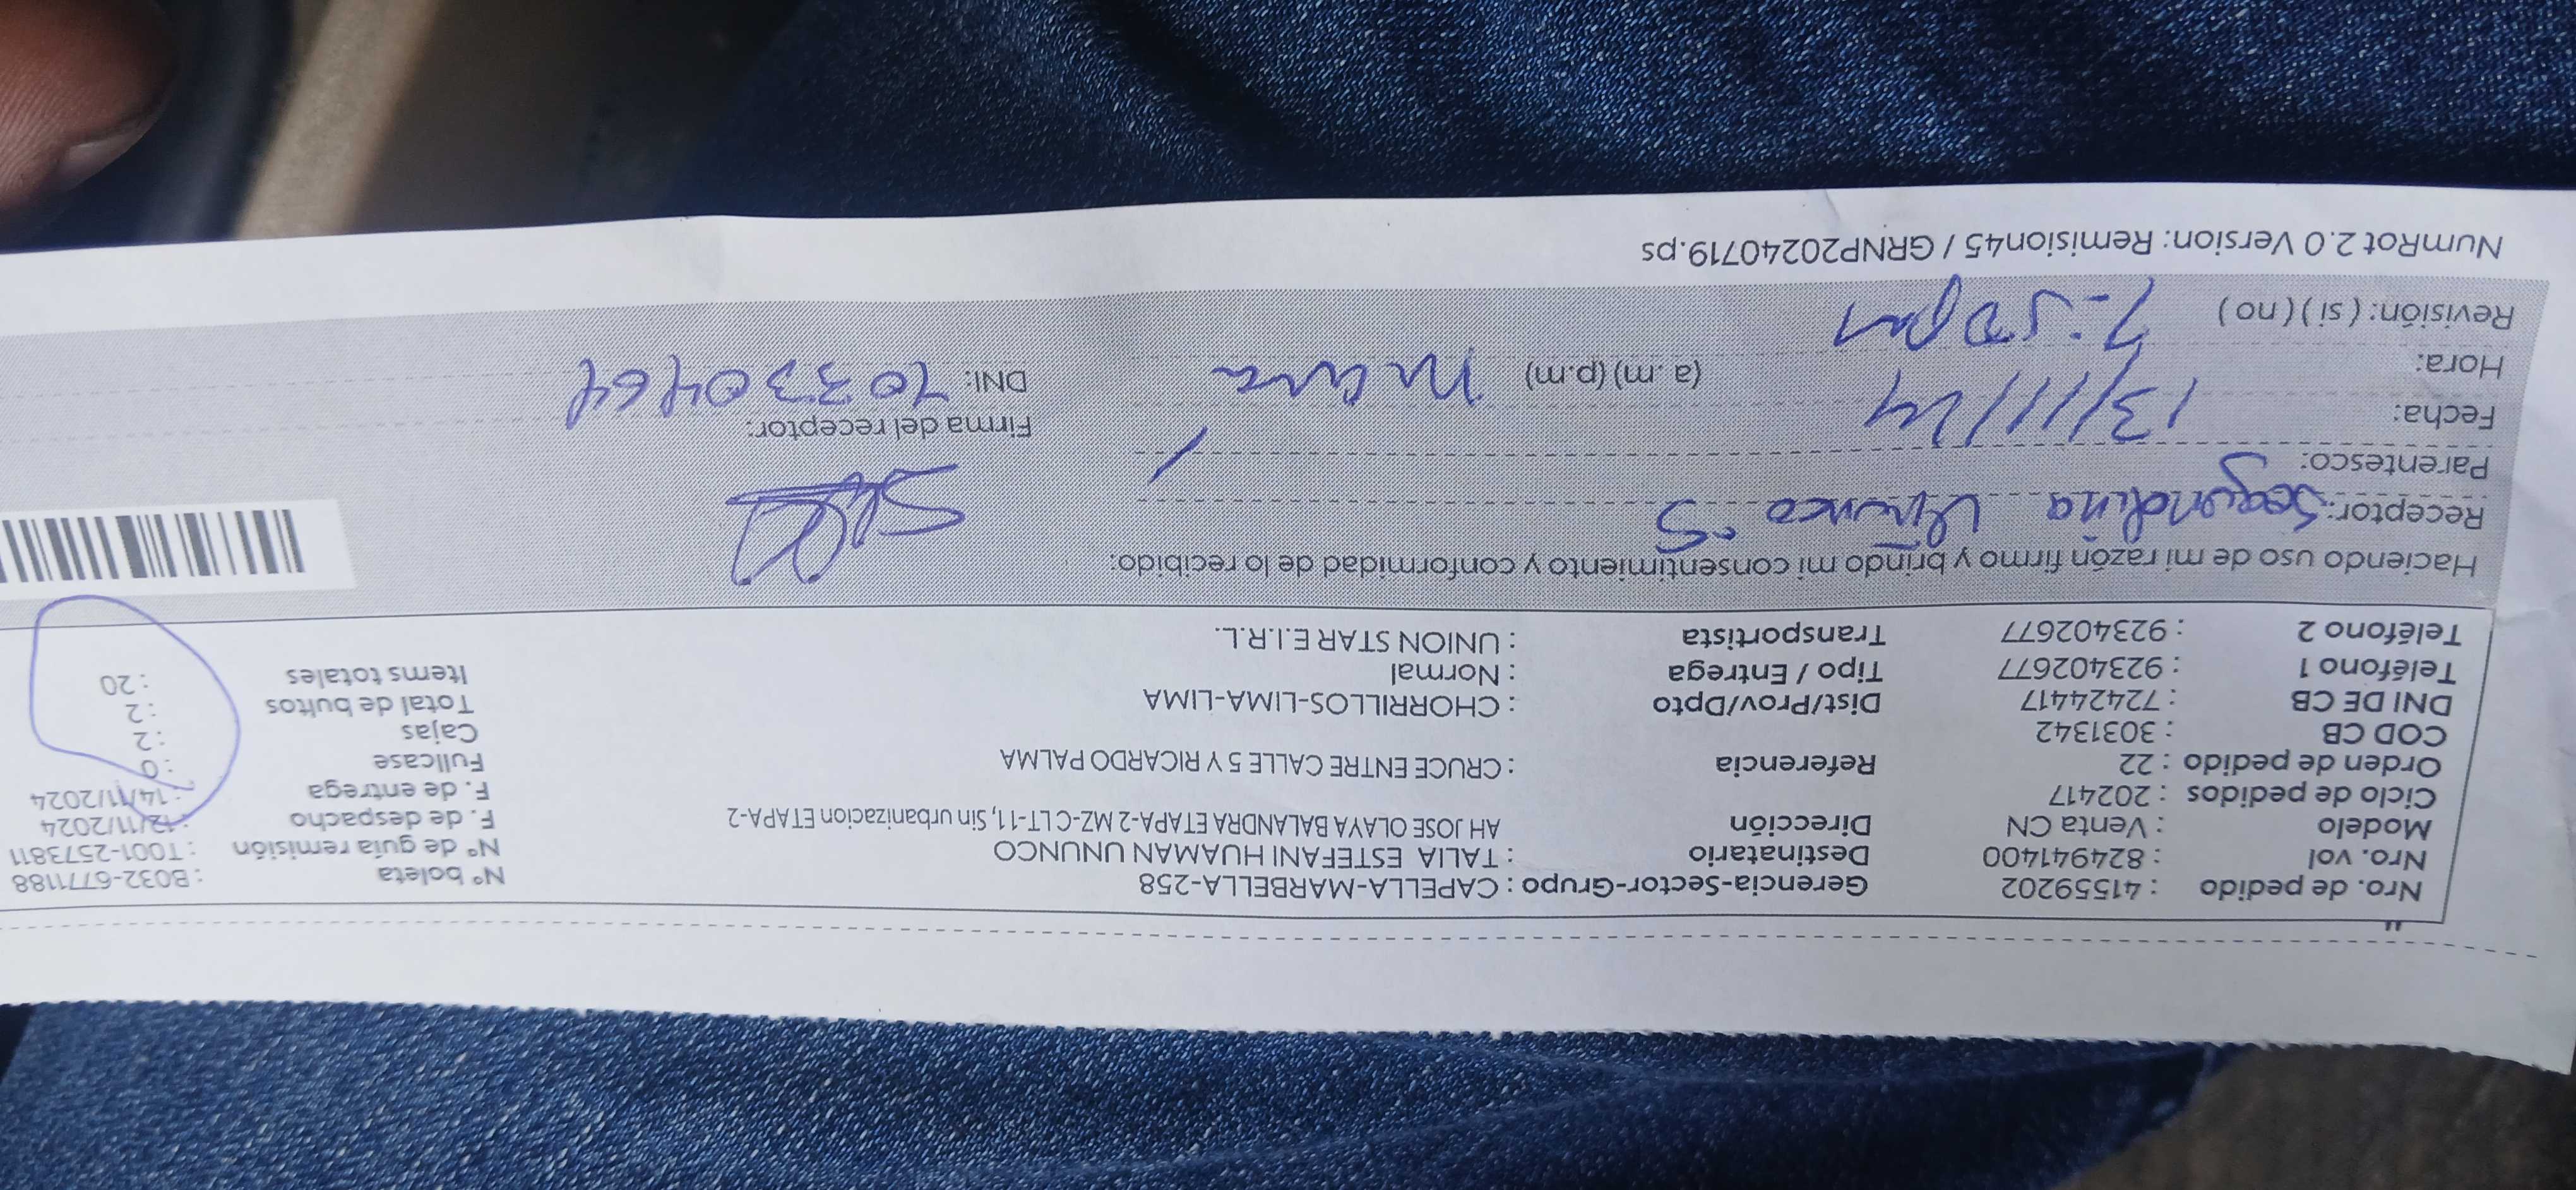 Nro. de pedido : 41559202 Gerencia-Sector-Grupo : CAPELLA-MARBELLA-258 N° boleta : B032-6771188
Nro. vol : 824941400 Destinatario : TALIA ESTEFANI HUAMAN UNUNCO N° de guía remisión : T001-2573811
Modelo : Venta CN Dirección AH JOSE OLAYA BALANDRA ETAPA-2 MZ-C LT-11, Sin urbanizacion ETAPA-2 F. de despacho : 12/11/2024
Ciclo de pedidos : 202417 F. de entrega : 14/11/2024
Orden de pedido : 22 Referencia : CRUCE ENTRE CALLE 5 Y RICARDO PALMA Fullcase : 0
COD CB : 3031342 Cajas : 2
DNI DE CB : 72424417 Dist/Prov/Dpto : CHORRILLOS-LIMA-LIMA Total de bultos : 2
Teléfono 1 : 923402677 Tipo / Entrega : Normal Items totales : 20
Teléfono 2 : 923402677 Transportista : UNION STAR E.I.R.L.
Haciendo uso de mi razón firmo y brindo mi consentimiento y conformidad de lo recibido:
Receptor: Segundina S
Parentesco:
Firma del receptor:
Fecha: 13/11/24
DNI: 70330464
Hora: 7:50 pm (a. m) (p.m)
Revisión: ( si ) ( no )
NumRot 2.0 Version: Remision45 / GRNP20240719.ps